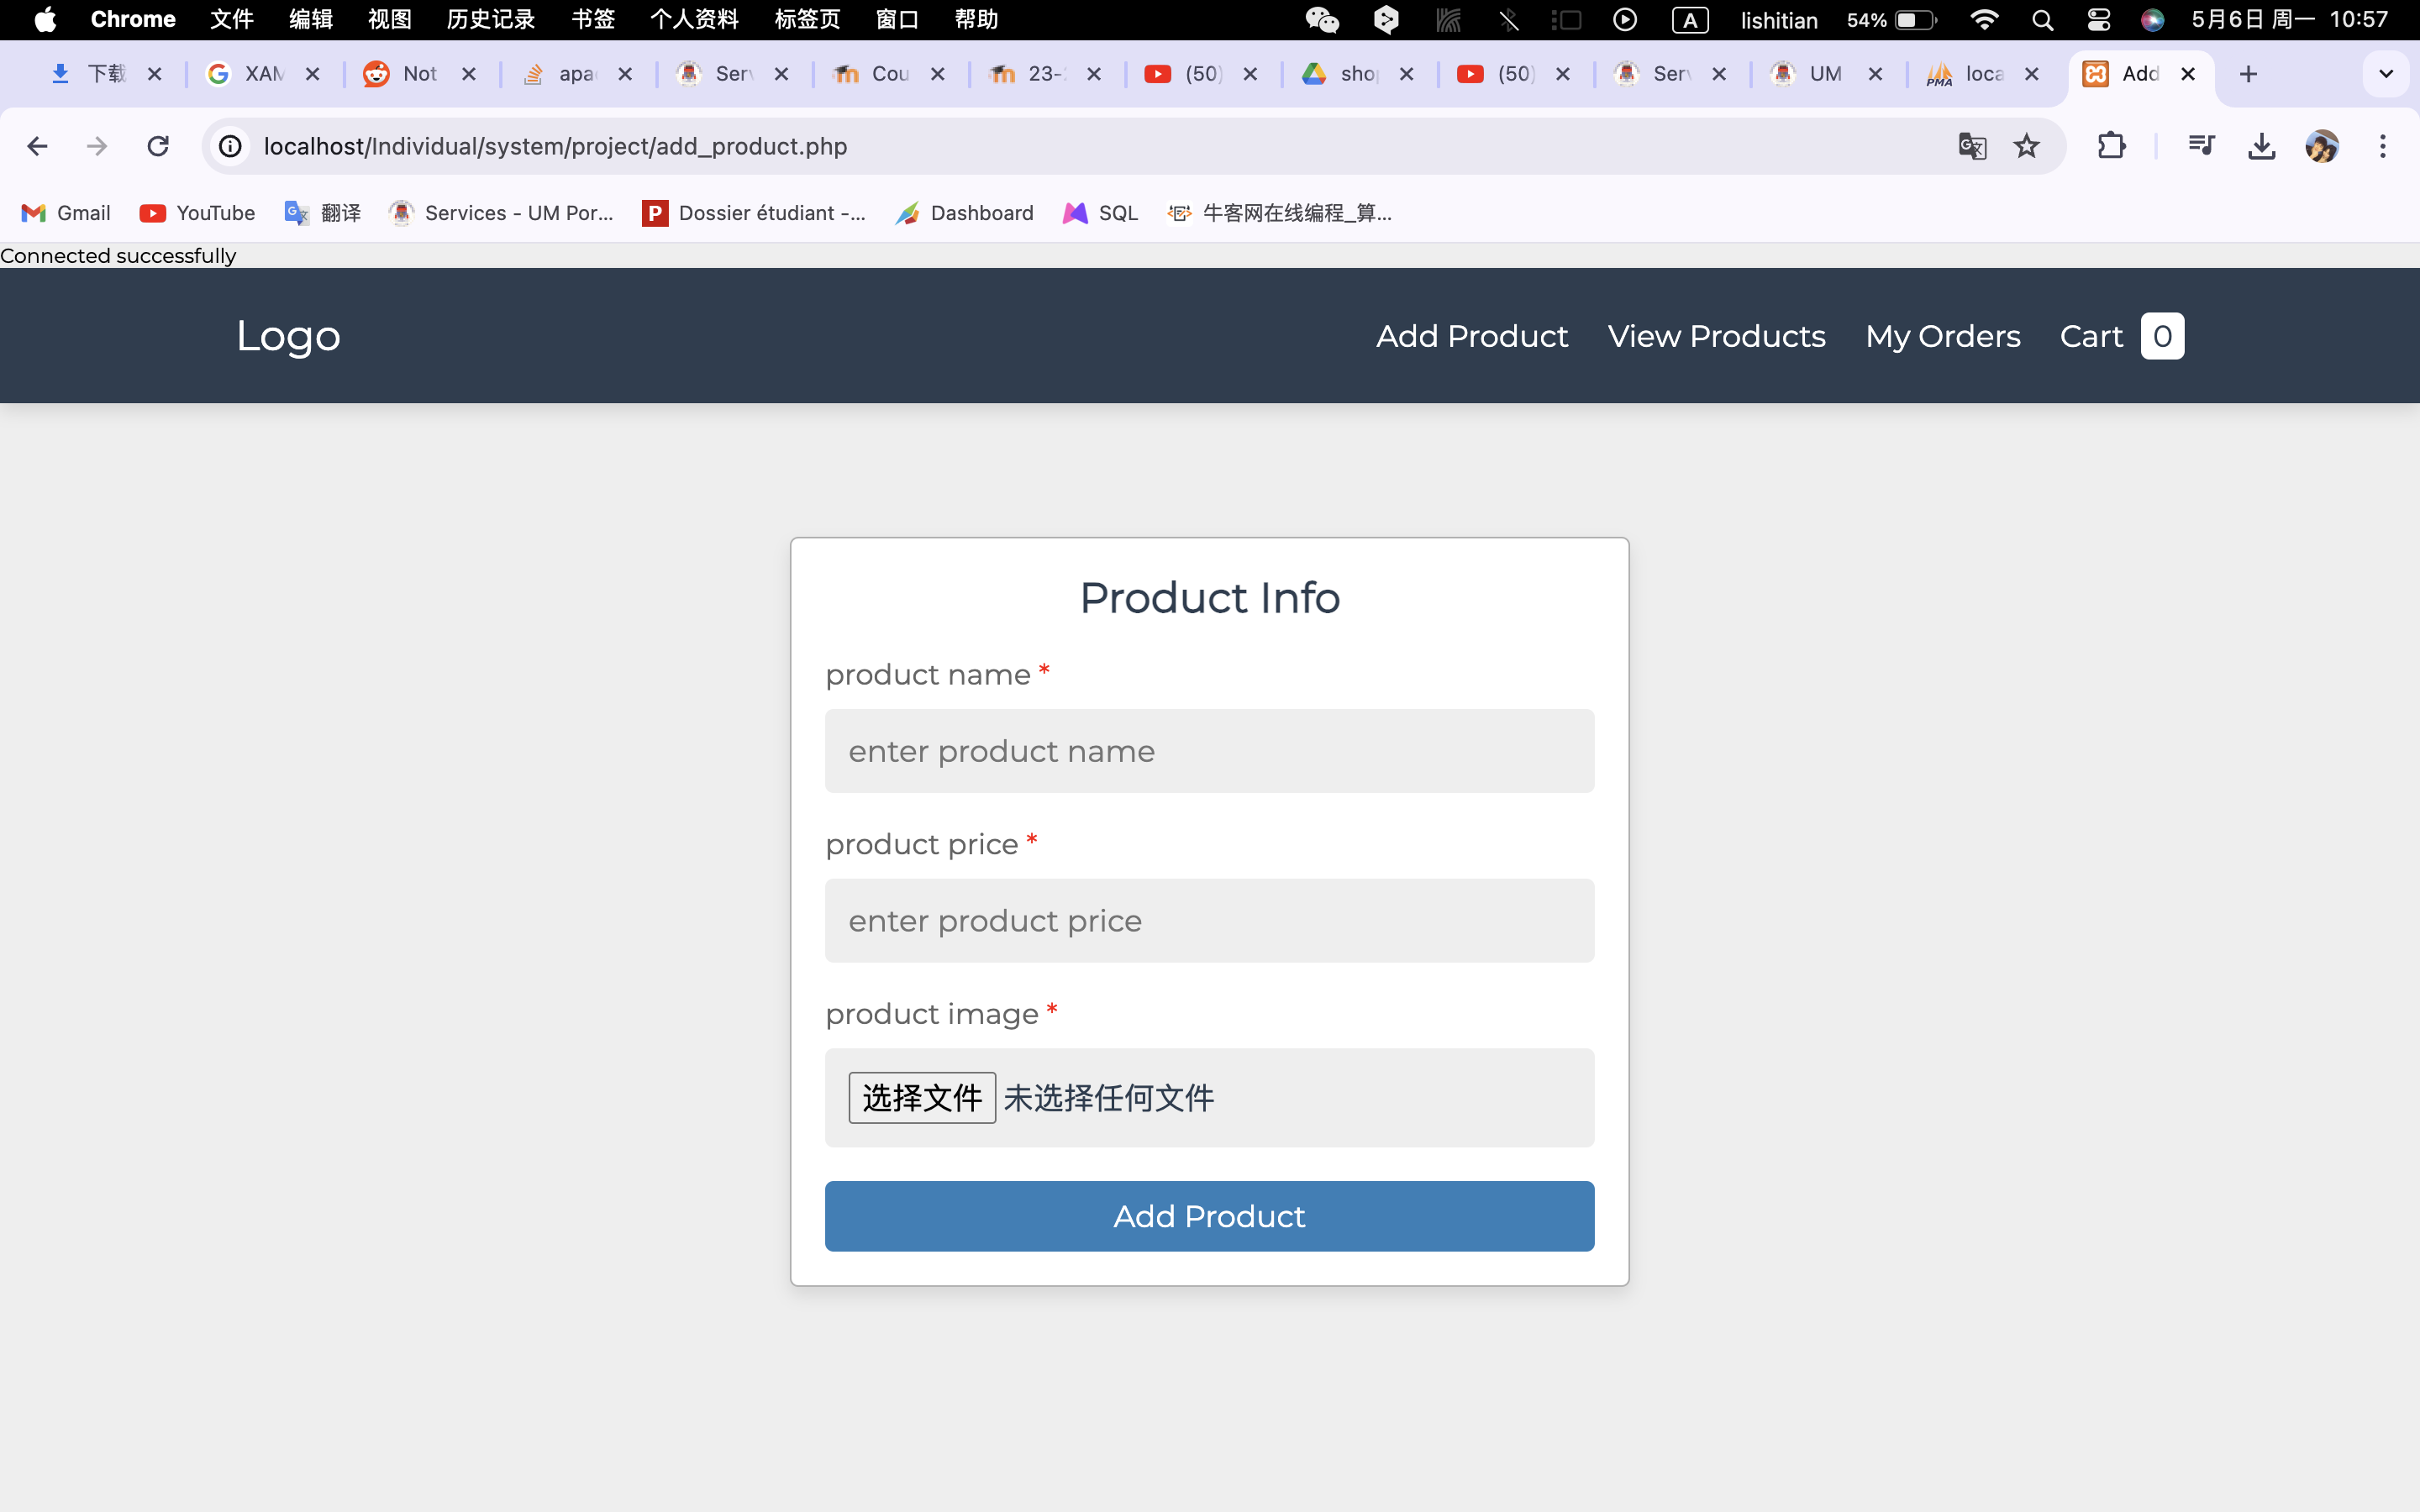 Chrome 文件 编辑 视图 历史记录 书签 个人资料 标签页 窗口 帮助 A lishitian 54% 5月6日 周一 10:57
下载 XAM Not apa Serv Cou 23- (50) sho (50) Serv UM loca Add
localhost/Individual/system/project/add_product.php
Gmail YouTube 翻译 Services - UM Por... P Dossier étudiant -... Dashboard SQL 牛客网在线编程_算...
Connected successfully
Logo Add Product View Products My Orders Cart 0
Product Info
product name *
enter product name
product price *
enter product price
product image *
选择文件 未选择任何文件
Add Product